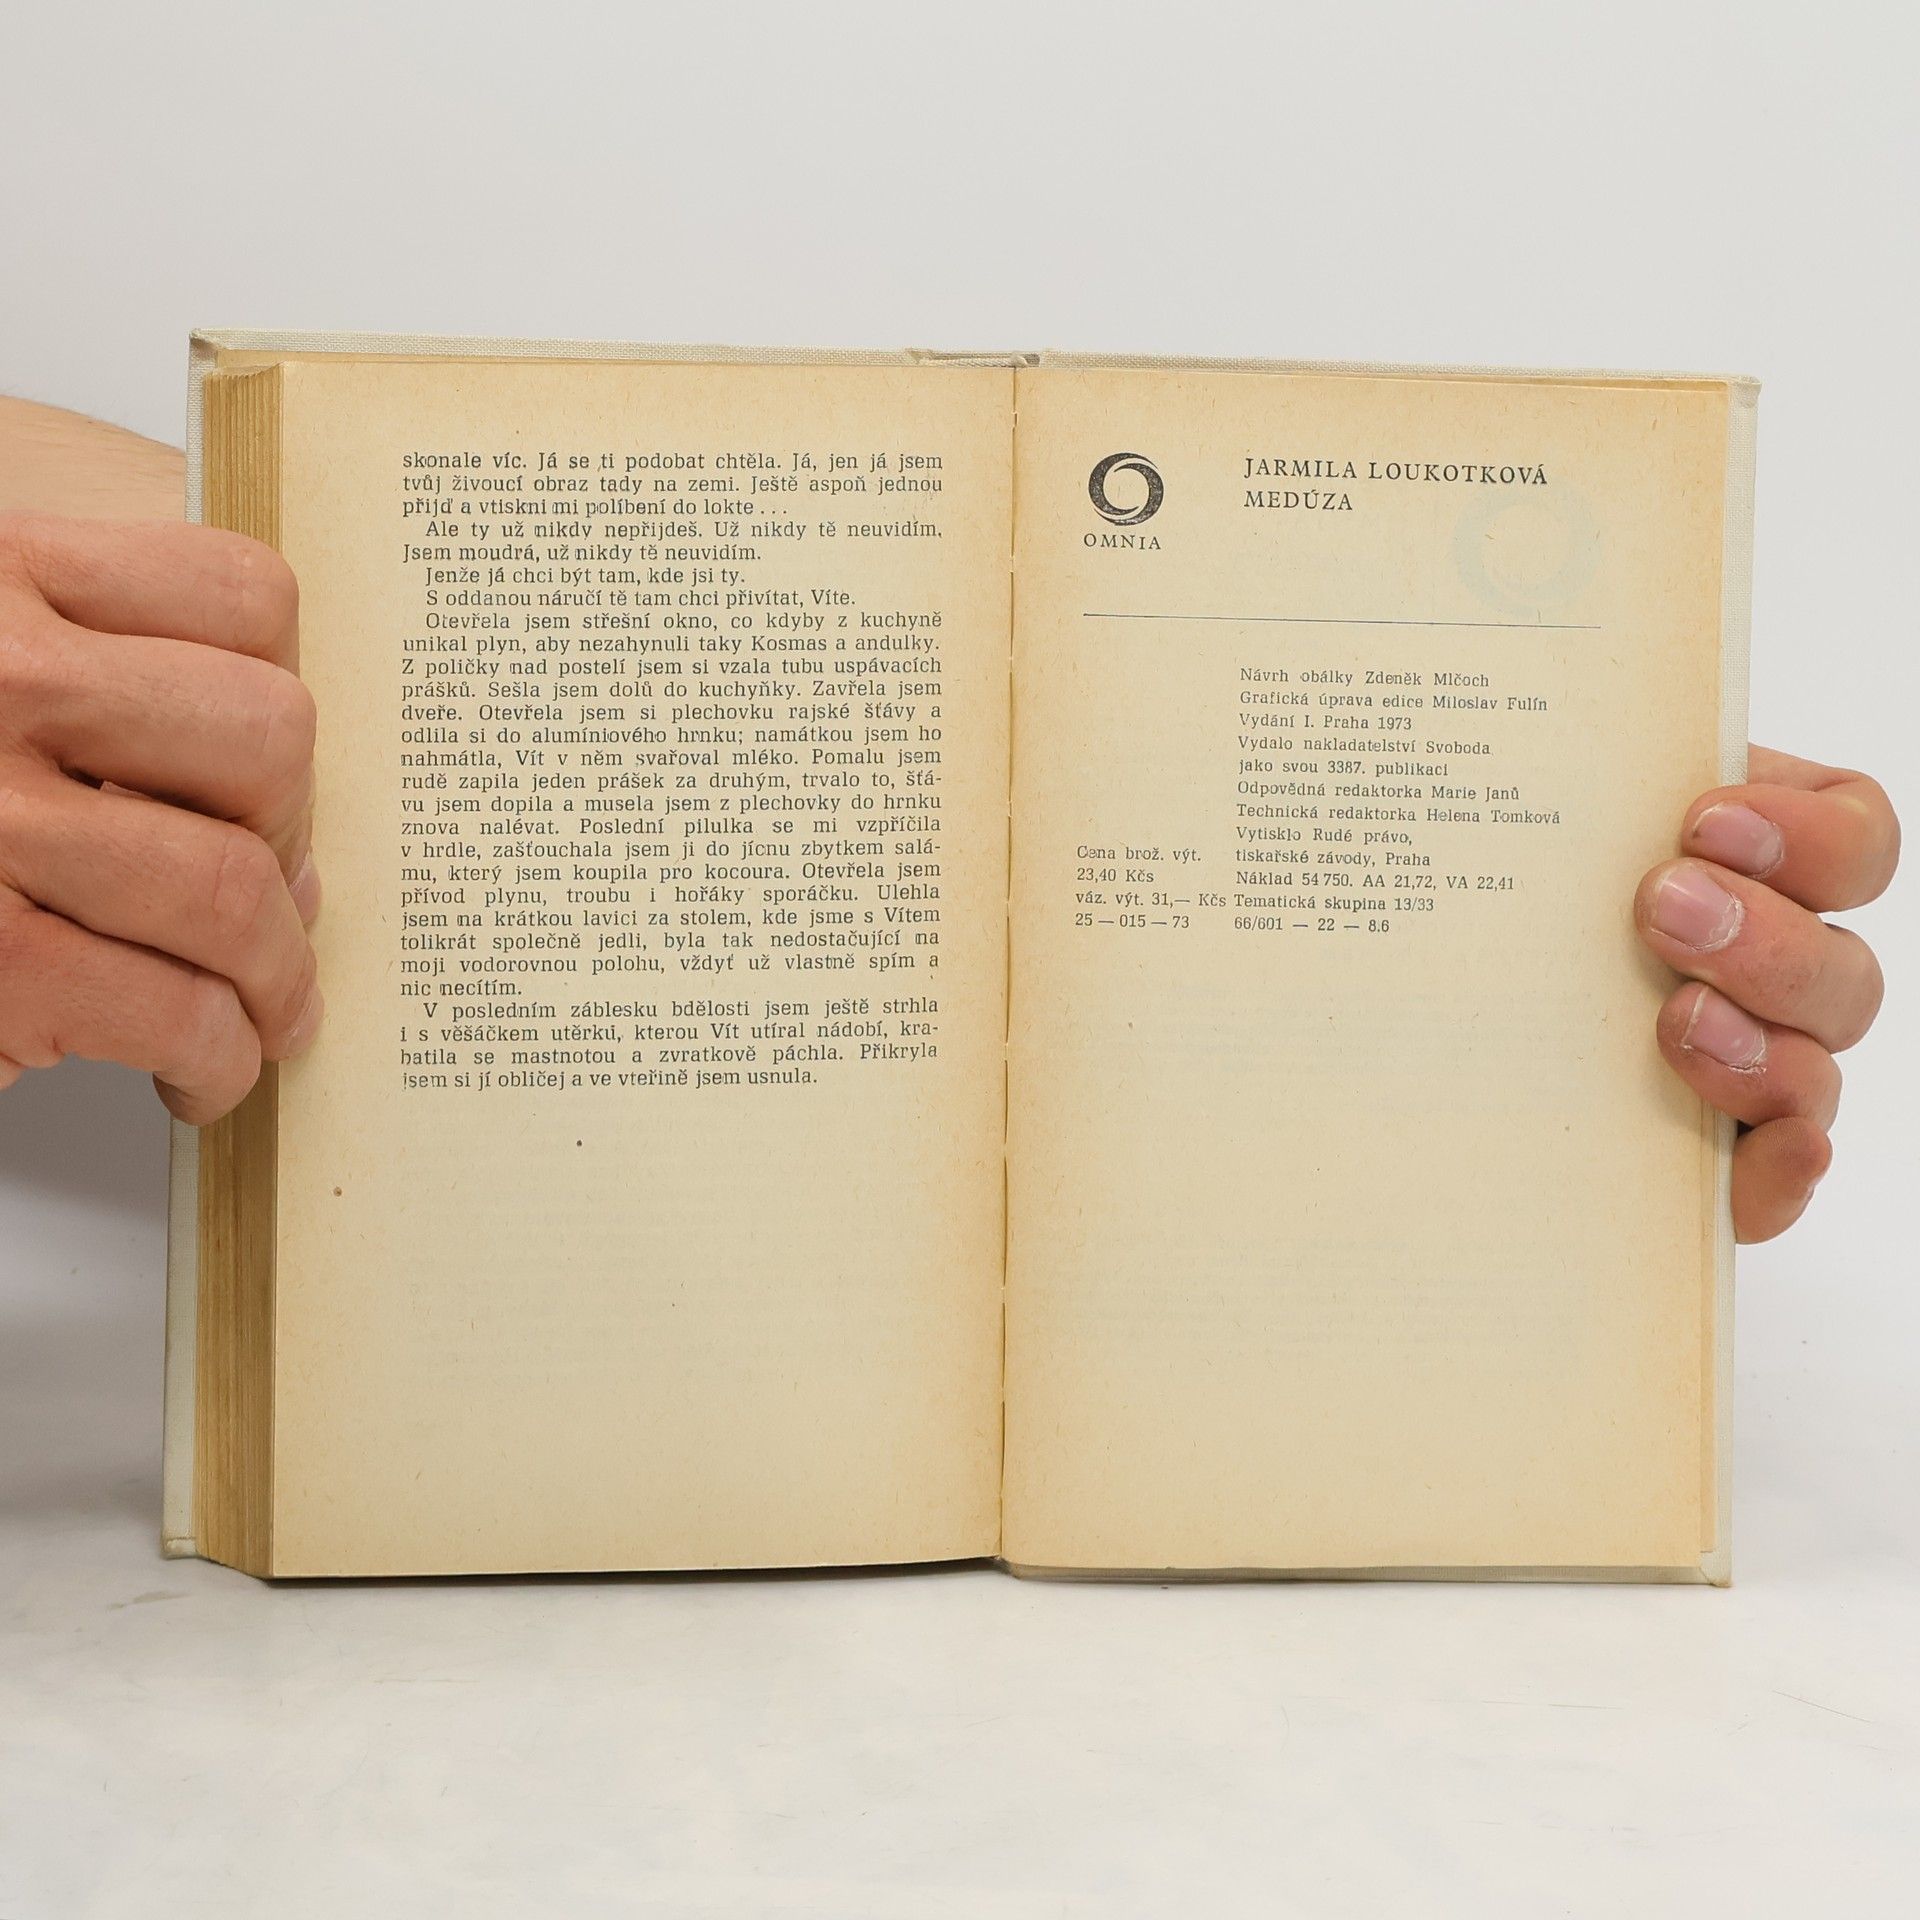 skonale víc. Já se ti podobat chtěla. Já, jen já jsem
tvůj živoucí obraz tady na zemi. Ještě aspoň jednou
přijď a vtiskni mi políbení do lokte . . .
Ale ty už nikdy nepřijdeš. Už nikdy tě neuvidím.
Jsem moudrá, už nikdy tě neuvidím.
Jenže já chci být tam, kde jsi ty.
S oddanou náručí tě tam chci přivítat, Víte.
Otevřela jsem střešní okno, co kdyby z kuchyně
unikal plyn, aby nezahynuli taky Kosmas a andulky.
Z poličky nad postelí jsem si vzala tubu uspávacích
prášků. Sešla jsem dolů do kuchyňky. Zavřela jsem
dveře. Otevřela jsem si plechovku rajské šťávy a
odlila si do alumíniového hrnku; namátkou jsem ho
nahmátla, Vít v něm svařoval mléko. Pomalu jsem
rudě zapila jeden prášek za druhým, trvalo to, šťá-
vu jsem dopila a musela jsem z plechovky do hrnku
znova nalévat. Poslední pilulka se mi vzpříčila
v hrdle, zašťouchala jsem ji do jícnu zbytkem salá-
mu, který jsem koupila pro kocoura. Otevřela jsem
přívod plynu, troubu i hořáky sporáčku. Ulehla
jsem na krátkou lavici za stolem, kde jsme s Vítem
tolikrát společně jedli, byla tak nedostačující na
moji vodorovnou polohu, vždyť už vlastně spím a
nic necítím.
V posledním záblesku bdělosti jsem ještě strhla
i s věšáčkem utěrku, kterou Vít utíral nádobí, kra-
batila se mastnotou a zvratkově páchla. Přikryla
jsem si jí obličej a ve vteřině jsem usnula.
OMNIA
JARMILA LOUKOTKOVÁ
MEDÚZA
Návrh obálky Zdeněk Mlčoch
Grafická úprava edice Miloslav Fulín
Vydání I. Praha 1973
Vydalo nakladatelství Svoboda
jako svou 3387. publikaci
Odpovědná redaktorka Marie Janů
Technická redaktorka Helena Tomková
Vytisklo Rudé právo,
Cena brož. výt. tiskařské závody, Praha
23,40 Kčs Náklad 54 750. AA 21,72, VA 22,41
váz. výt. 31,— Kčs Tematická skupina 13/33
25 — 015 — 73 66/601 — 22 — 8.6